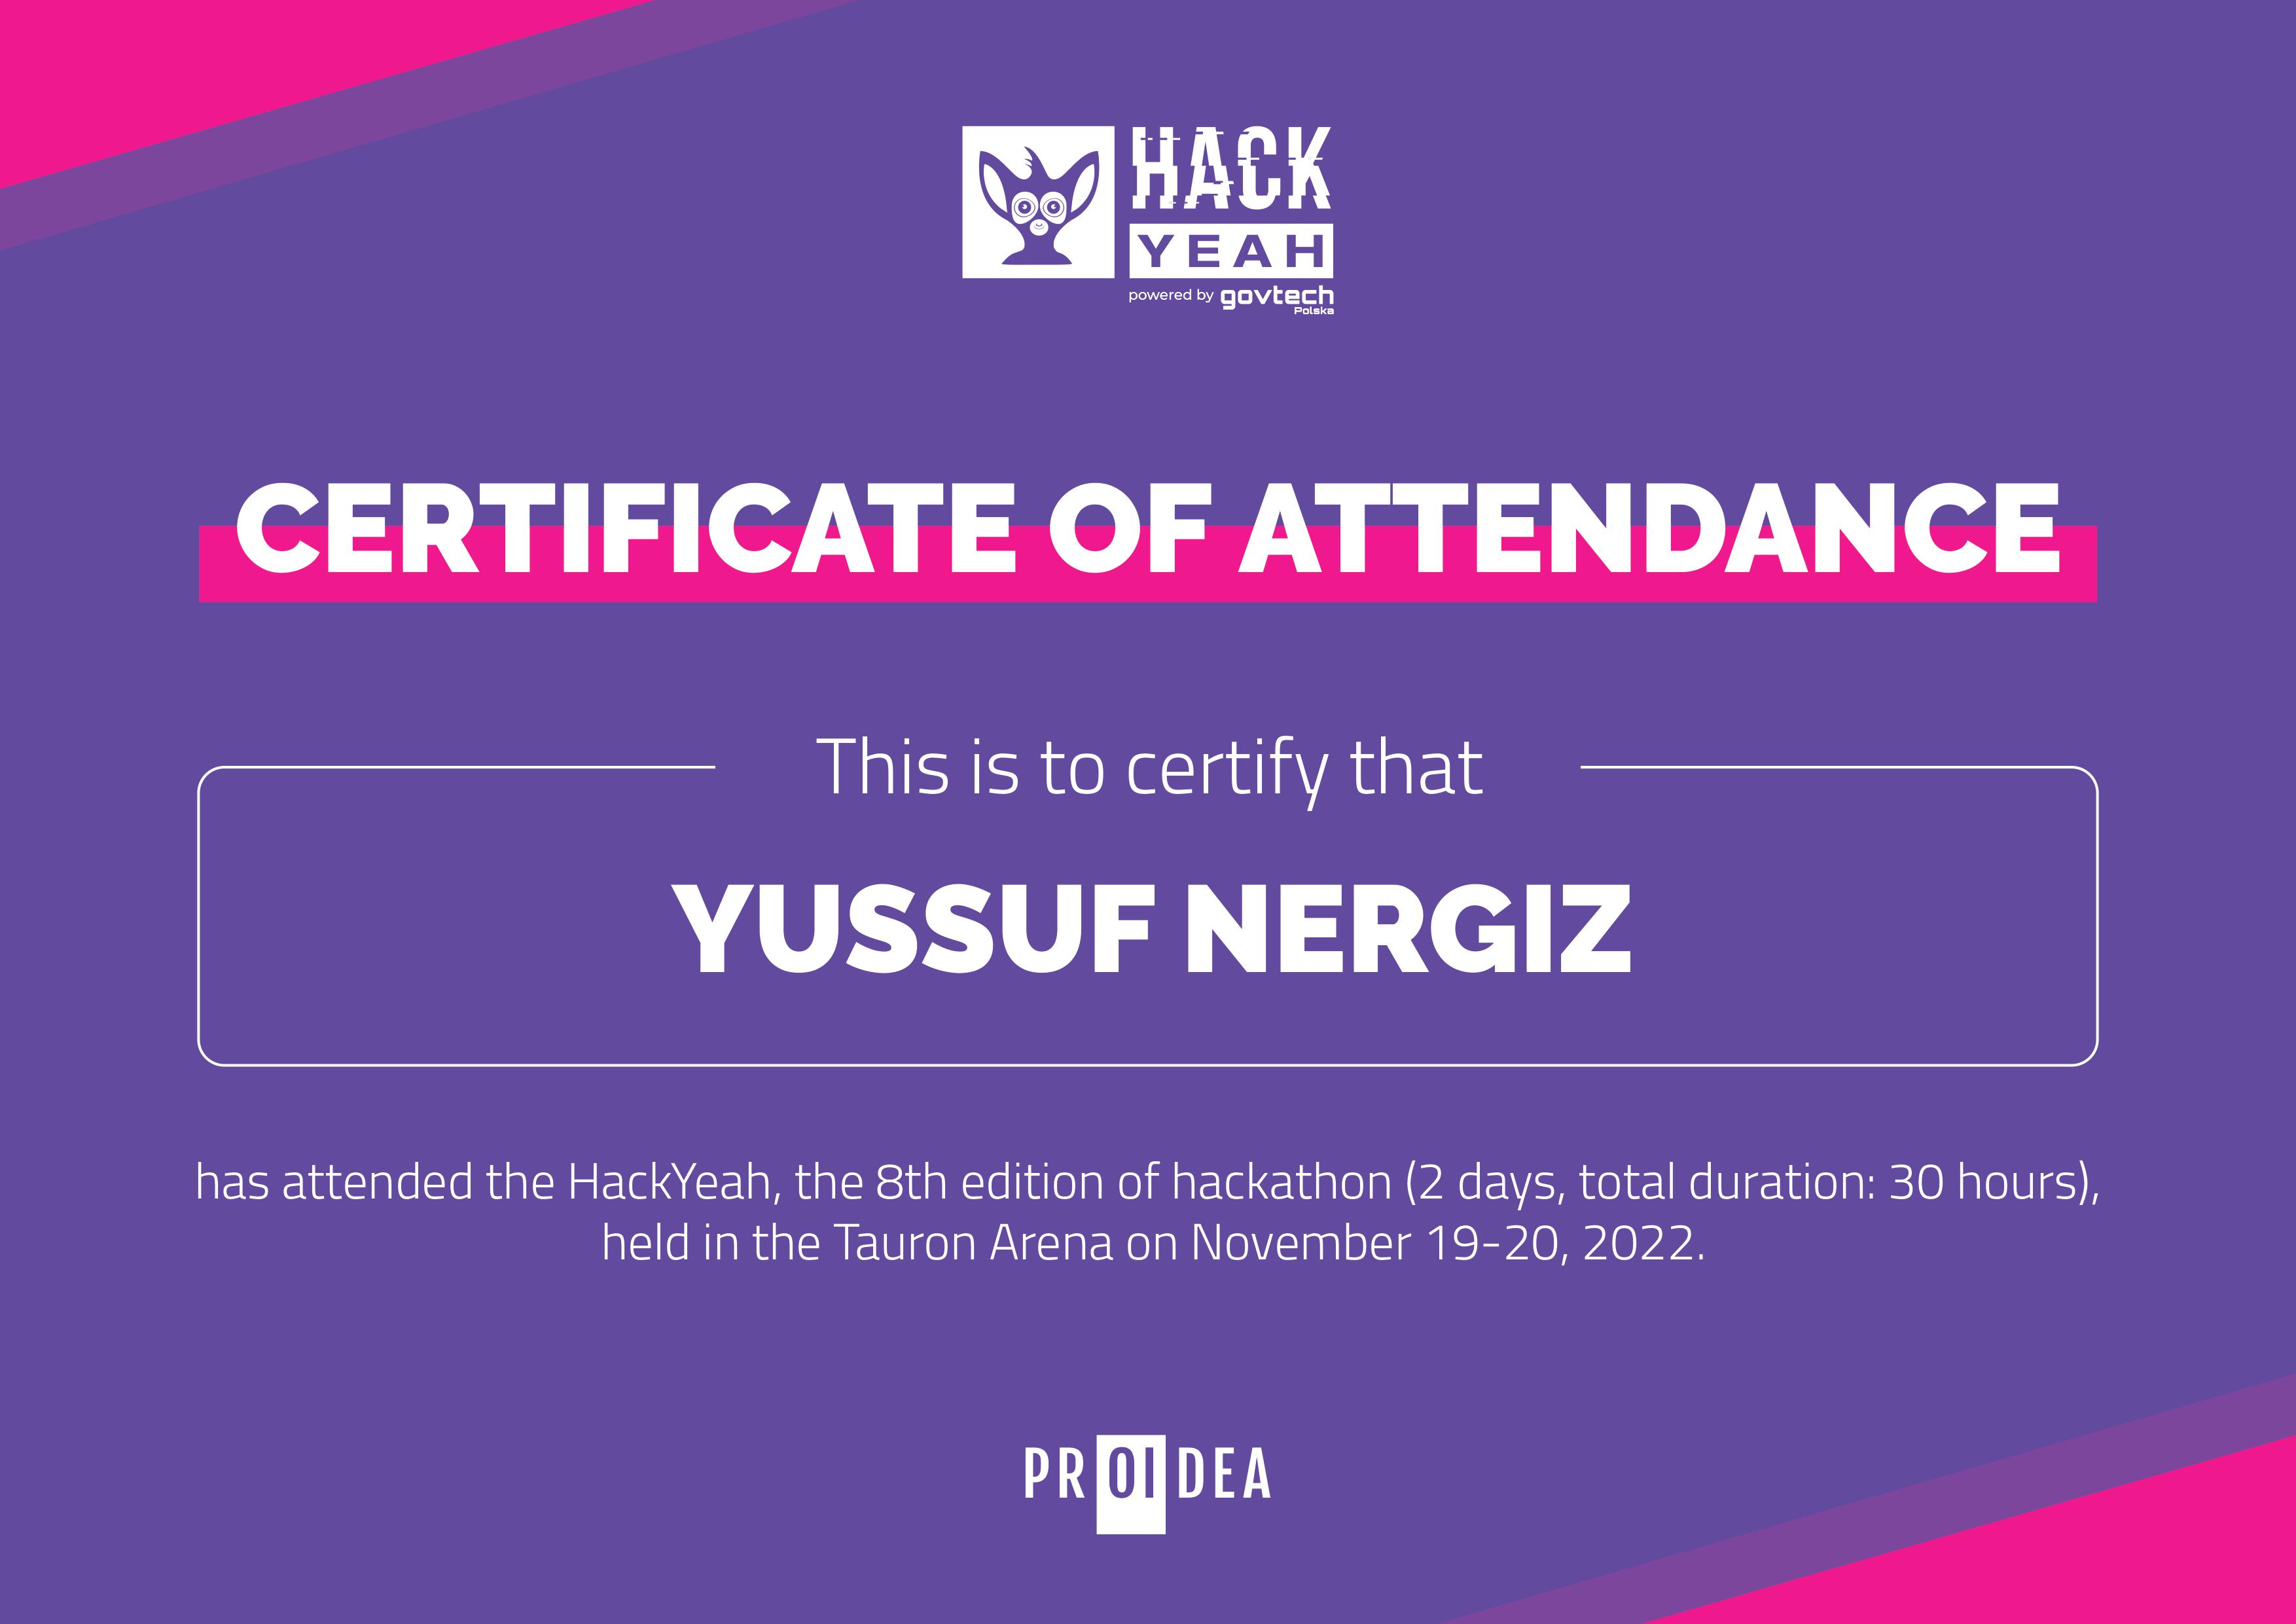 HACK
YEAH
powered by govtech
Polska
CERTIFICATE OF ATTENDANCE
This is to certify that
YUSSUF NERGIZ
has attended the HackYeah, the 8th edition of hackathon (2 days, total duration: 30 hours),
held in the Tauron Arena on November 19-20, 2022.
PROIDEA